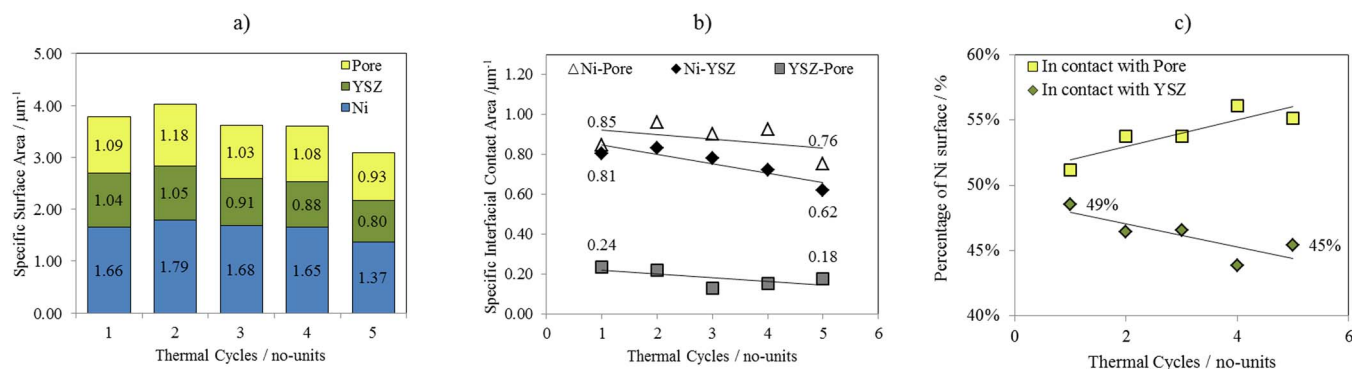 a)
Specific Surface Area / μm⁻¹
5.00
4.00
3.00
2.00
1.00
0.00
Pore
YSZ
Ni
1.09
1.18
1.03
1.08
0.93
1.04
1.05
0.91
0.88
0.80
1.66
1.79
1.68
1.65
1.37
1 2 3 4 5
Thermal Cycles / no-units
b)
Specific Interfacial Contact Area /μm⁻¹
1.20
1.00
0.80
0.60
0.40
0.20
0.00
Ni-Pore Ni-YSZ YSZ-Pore
0.85
0.76
0.81
0.62
0.24
0.18
0 1 2 3 4 5 6
Thermal Cycles / no-units
c)
Percentage of Ni surface / %
60%
55%
50%
45%
40%
In contact with Pore
In contact with YSZ
49%
45%
0 2 4 6
Thermal Cycles / no-units